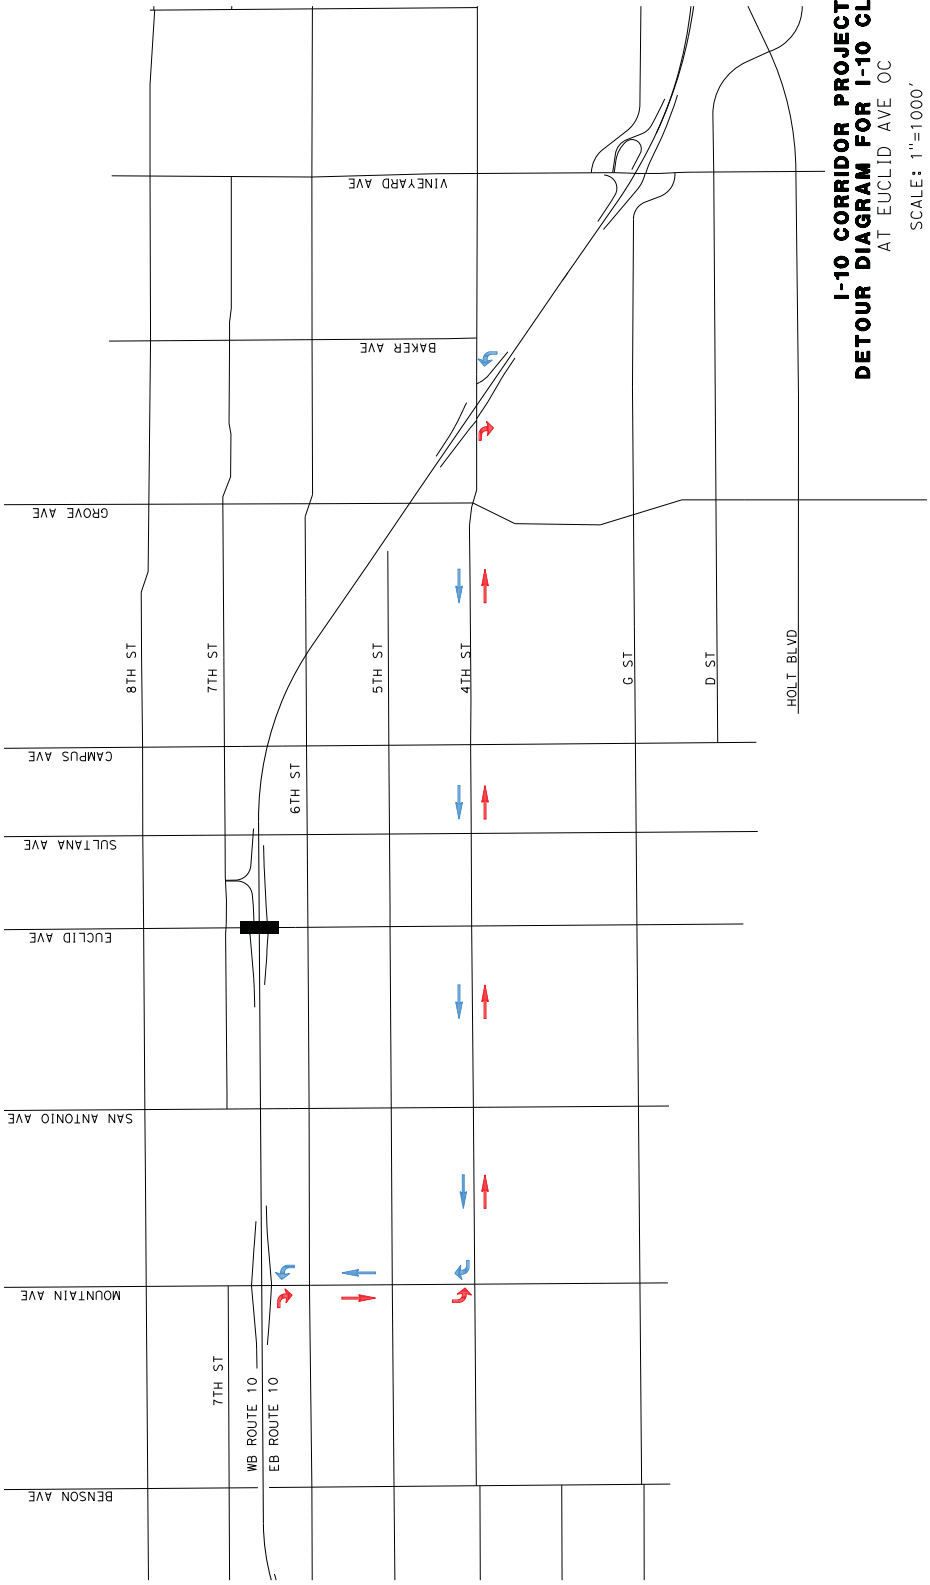 I-10 CORRIDOR PROJECT
DETOUR DIAGRAM FOR I-10 CL
AT EUCLID AVE OC
SCALE: 1"=1000'
VINEYARD AVE
BAKER AVE
GROVE AVE
8TH ST
7TH ST
5TH ST
4TH ST
G ST
D ST
HOLT BLVD
CAMPUS AVE
6TH ST
SULTANA AVE
EUCLID AVE
SAN ANTONIO AVE
MOUNTAIN AVE
7TH ST
WB ROUTE 10
EB ROUTE 10
BENSON AVE